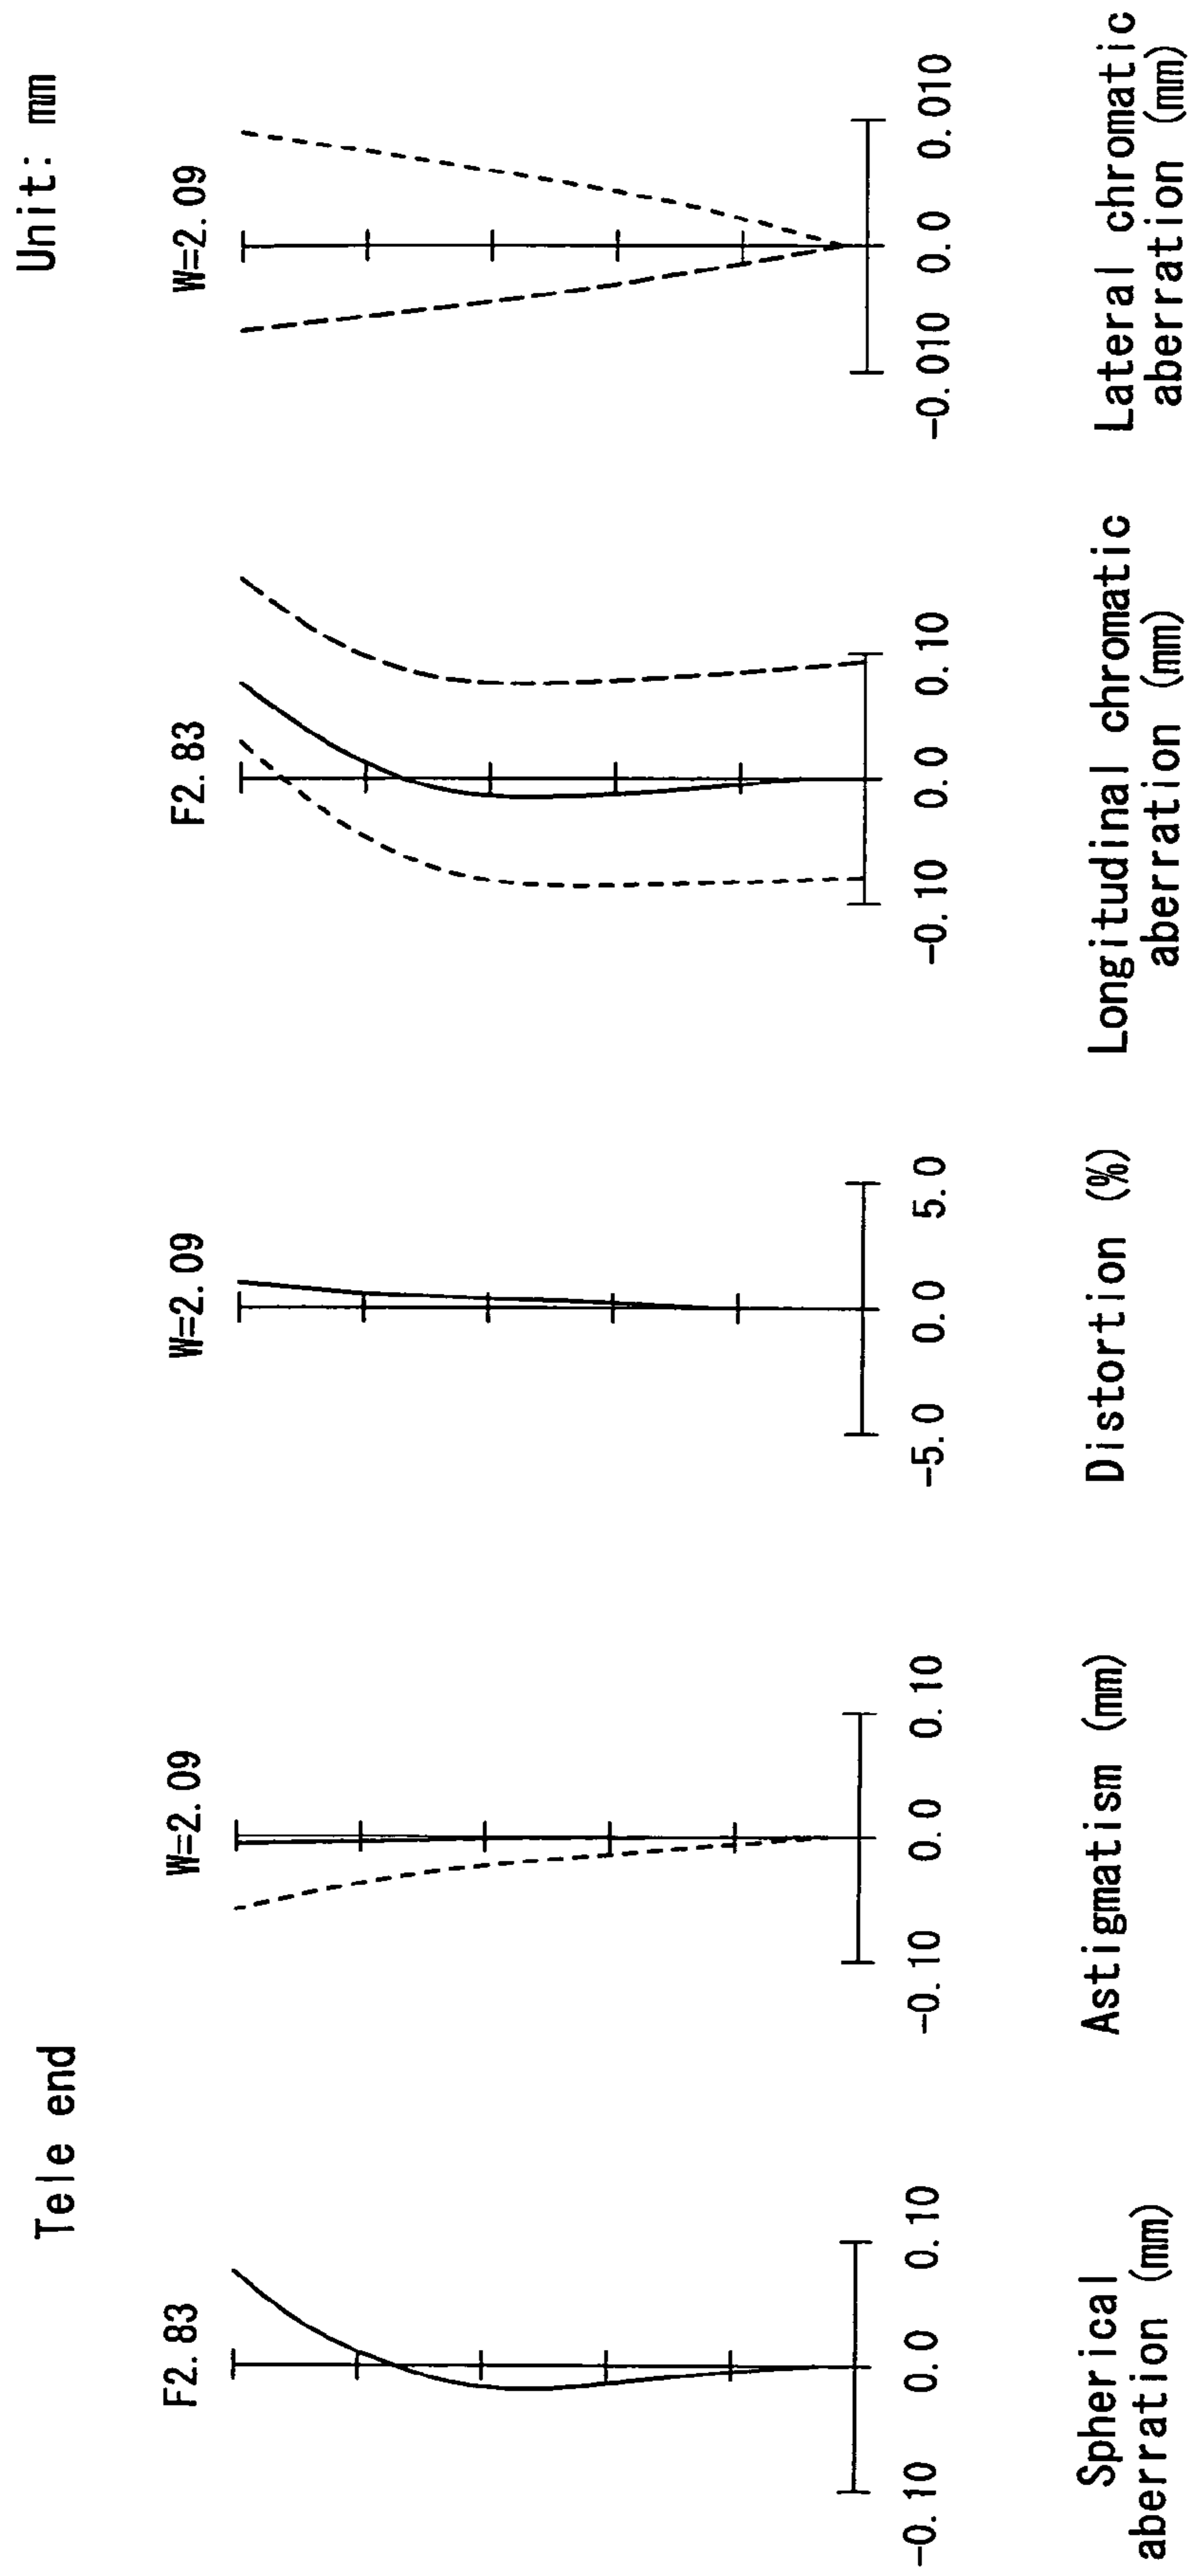 Tele end
Unit: mm
F2.83
-0.10 0.0 0.10
Spherical
aberration (mm)
W=2.09
-0.10 0.0 0.10
Astigmatism (mm)
W=2.09
-5.0 0.0 5.0
Distortion (%)
F2.83
-0.10 0.0 0.10
Longitudinal chromatic
aberration (mm)
W=2.09
-0.010 0.0 0.010
Lateral chromatic
aberration (mm)